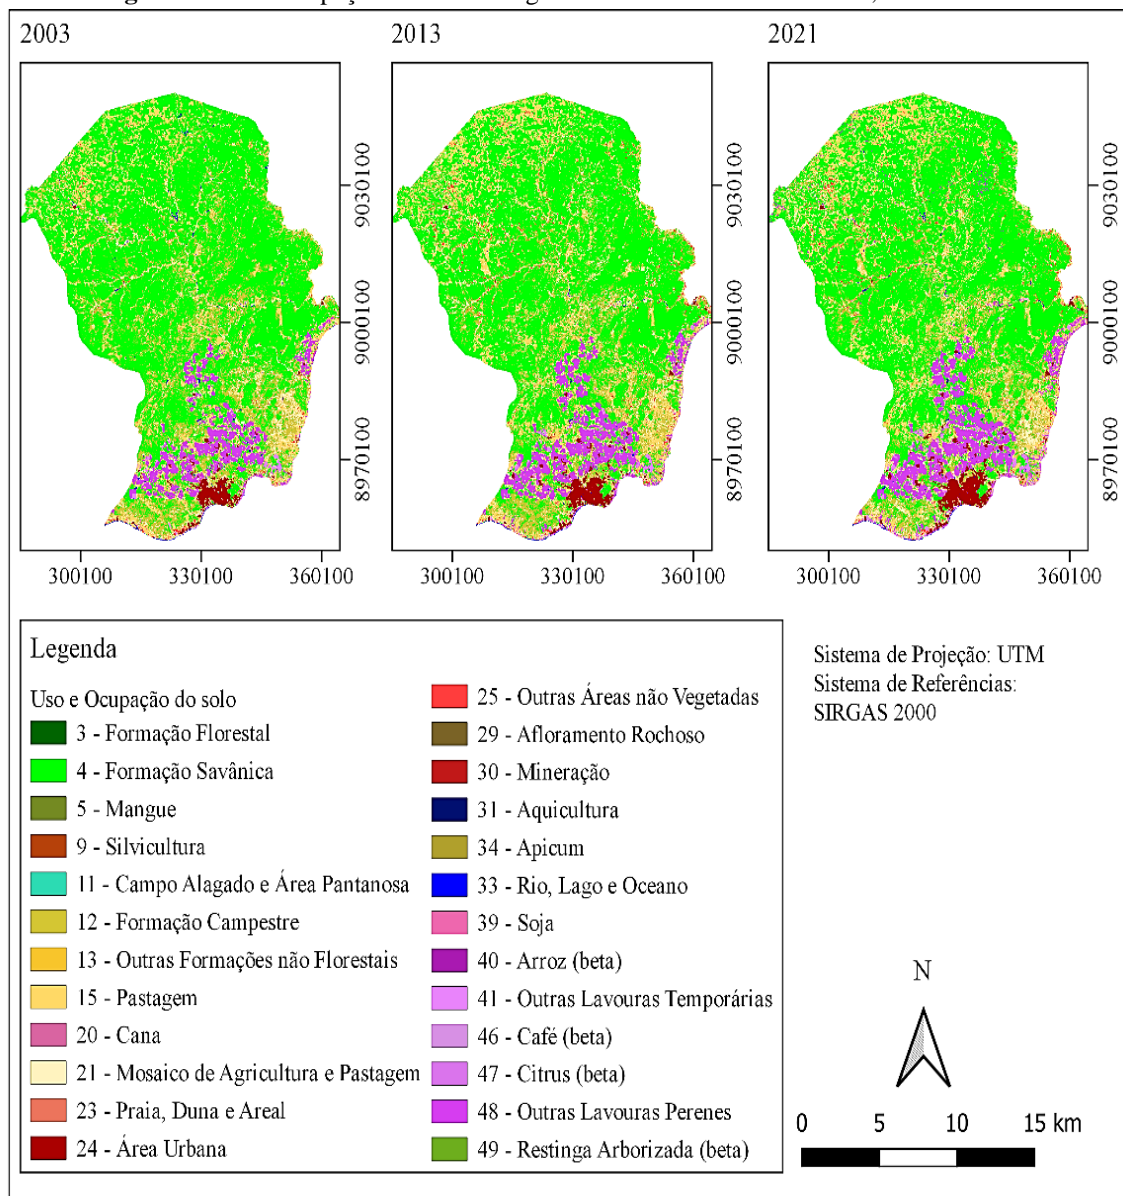 2003
2013
2021
9030100
9000100
8970100
300100
330100
360100
9030100
9000100
8970100
300100
330100
360100
9030100
9000100
8970100
300100
330100
360100
Legenda
Uso e Ocupação do solo
3 - Formação Florestal
4 - Formação Savânica
5 - Mangue
9 - Silvicultura
11 - Campo Alagado e Área Pantanosa
12 - Formação Campestre
13 - Outras Formações não Florestais
15 - Pastagem
20 - Cana
21 - Mosaico de Agricultura e Pastagem
23 - Praia, Duna e Areal
24 - Área Urbana
25 - Outras Áreas não Vegetadas
29 - Afloramento Rochoso
30 - Mineração
31 - Aquicultura
34 - Apicum
33 - Rio, Lago e Oceano
39 - Soja
40 - Arroz (beta)
41 - Outras Lavouras Temporárias
46 - Café (beta)
47 - Citrus (beta)
48 - Outras Lavouras Perenes
49 - Restinga Arborizada (beta)
Sistema de Projeção: UTM
Sistema de Referências:
SIRGAS 2000
N
0 5 10 15 km